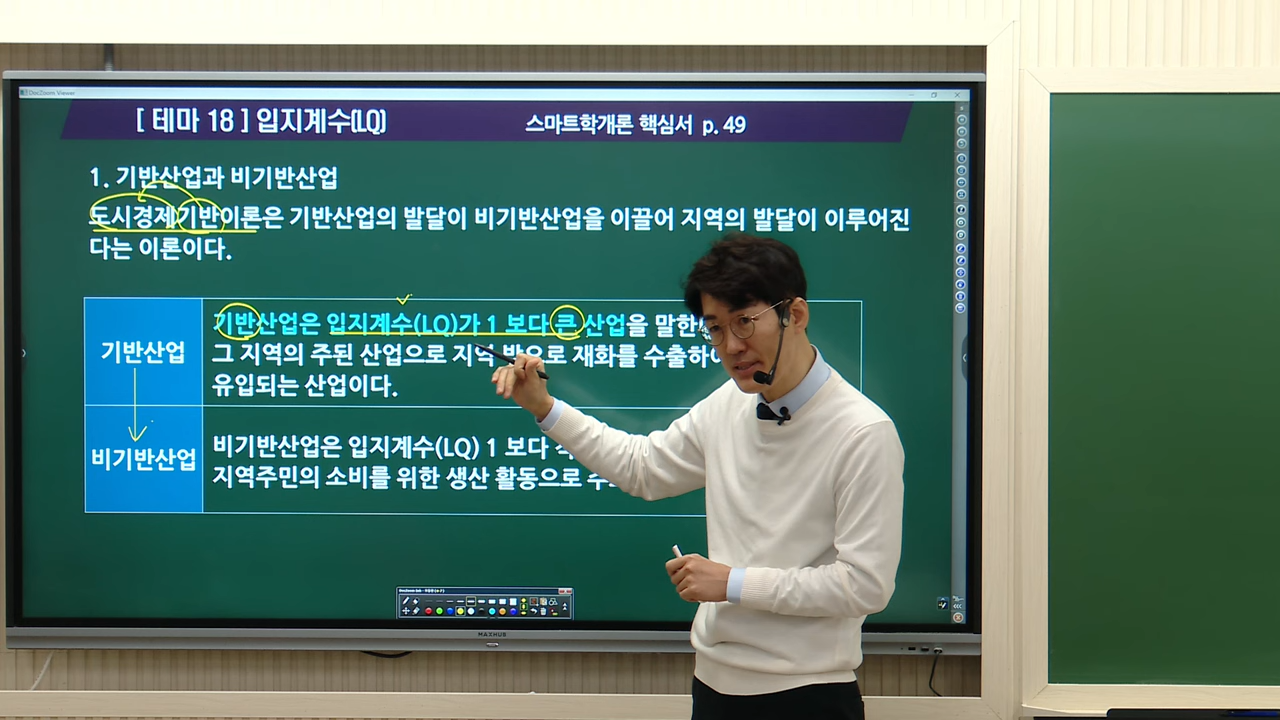 DocZoom Viewer
[ 테마 18 ] 입지계수(LQ)
스마트학개론 핵심서 p. 49
1. 기반산업과 비기반산업
도시경제기반이론은 기반산업의 발달이 비기반산업을 이끌어 지역의 발달이 이루어진
다는 이론이다.
기반산업
기반산업은 입지계수(LQ)가 1 보다 큰 산업을 말한
그 지역의 주된 산업으로 지역 밖으로 재화를 수출하여
유입되는 산업이다.
비기반산업
비기반산업은 입지계수(LQ) 1 보다
지역주민의 소비를 위한 생산 활동으로
MAXHUB